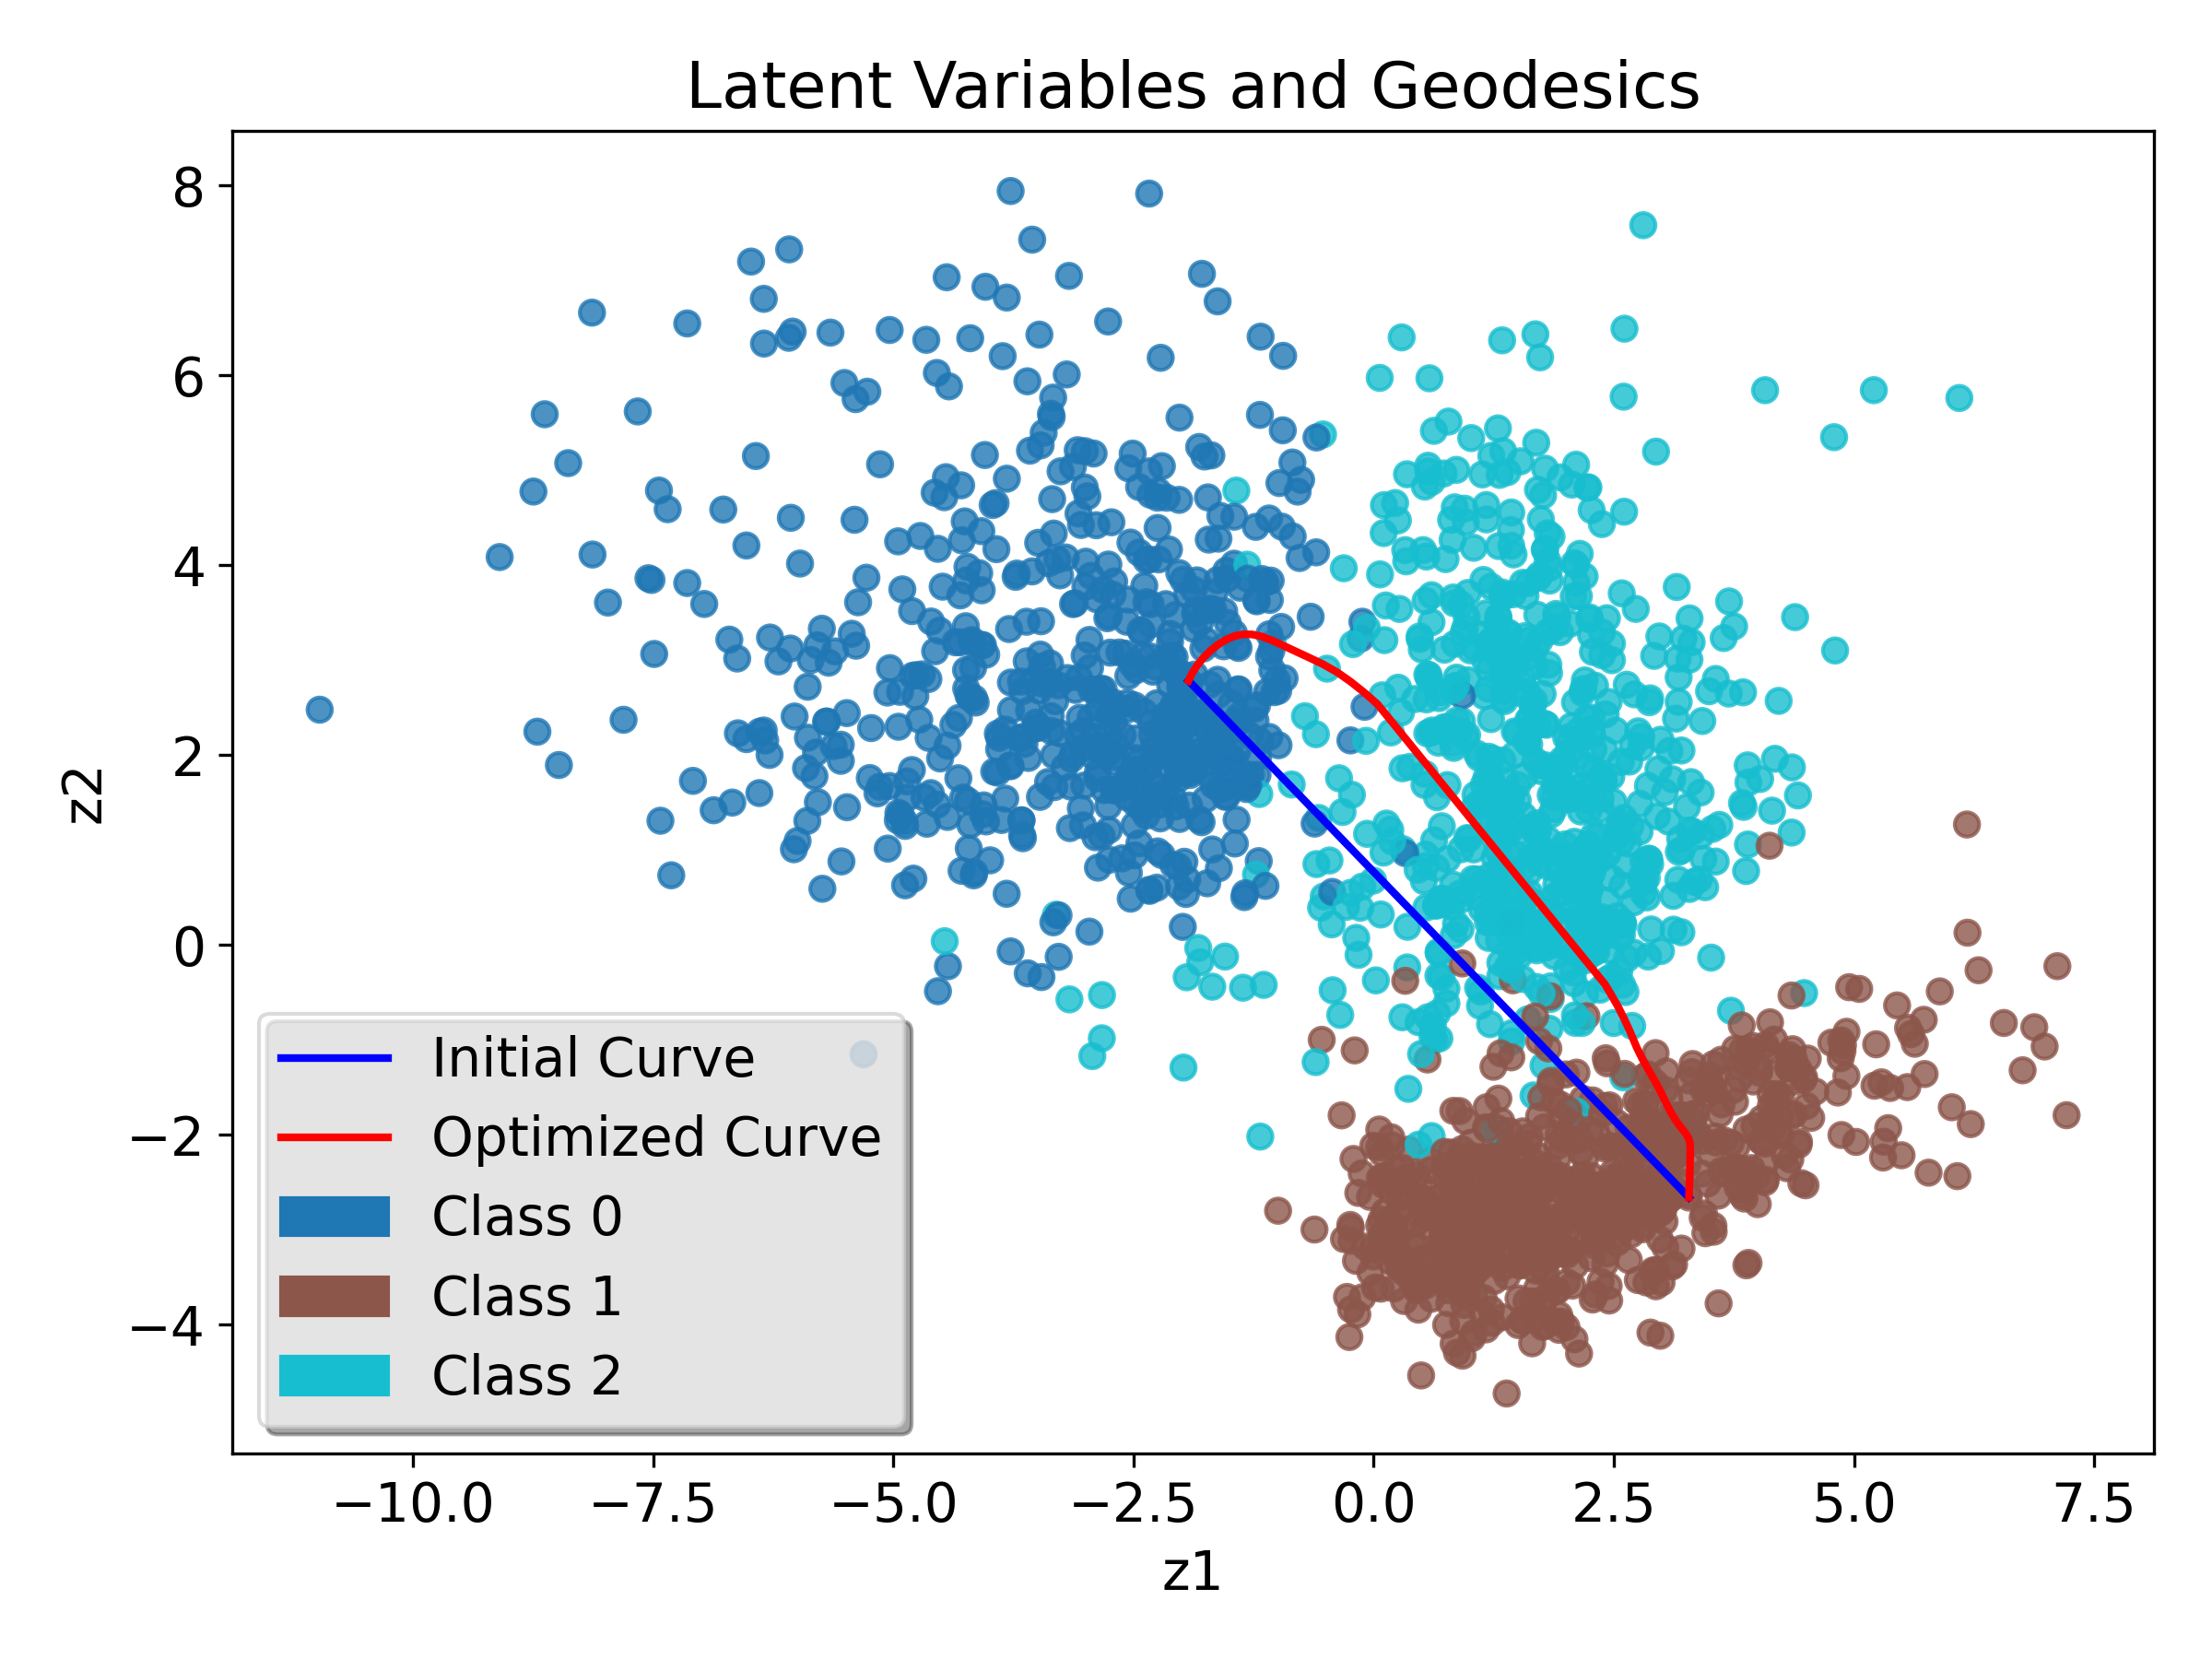 Latent Variables and Geodesics
8
6
4
2
0
−2
−4
z2
Initial Curve
Optimized Curve
Class 0
Class 1
Class 2
−10.0 −7.5 −5.0 −2.5 0.0 2.5 5.0 7.5
z1